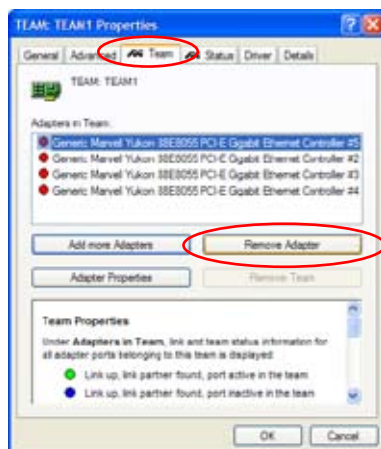 TEAM: TEAM1 Properties
General Advanced Team Status Driver Details
TEAM: TEAM1
Adapters in Team:
Generic Marvel Yukon 88E8055 PCI-E Gigabit Ethernet Controller #5
Generic Marvel Yukon 88E8055 PCI-E Gigabit Ethernet Controller #2
Generic Marvel Yukon 88E8055 PCI-E Gigabit Ethernet Controller #3
Generic Marvel Yukon 88E8055 PCI-E Gigabit Ethernet Controller #4
Add more Adapters Remove Adapter
Adapter Properties Remove Team
Team Properties
Under Adapters in Team, link and team status information for
all adapter ports belonging to this team is displayed:
Link up, link partner found, port active in the team
Link up, link partner found, port inactive in the team
OK Cancel